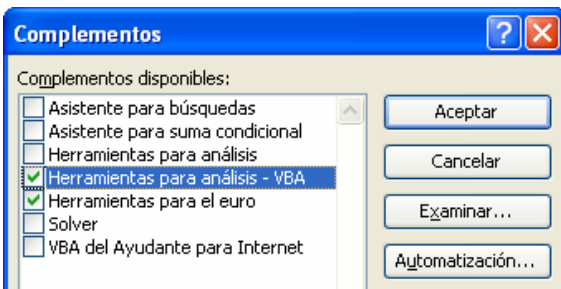 Complementos
Complementos disponibles:
Asistente para búsquedas
Asistente para suma condicional
Herramientas para análisis
Herramientas para análisis - VBA
Herramientas para el euro
Solver
VBA del Ayudante para Internet
Aceptar
Cancelar
Examinar...
Automatización...